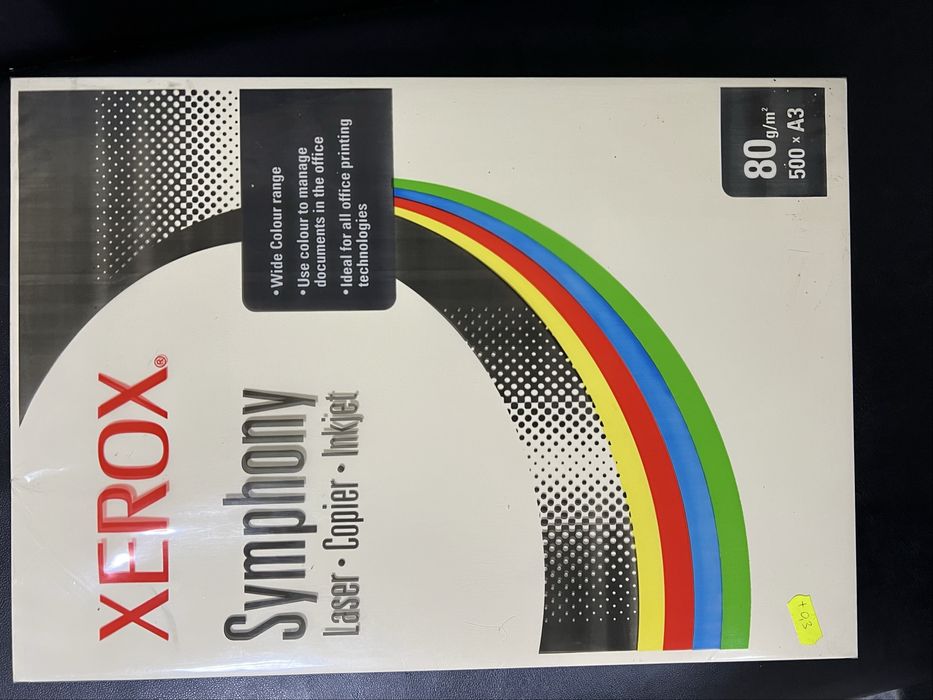 XEROX®
Symphony
Laser • Copier • Inkjet
• Wide Colour range
• Use colour to manage
documents in the office
• Ideal for all office printing
technologies
80g/m²
500 × A3